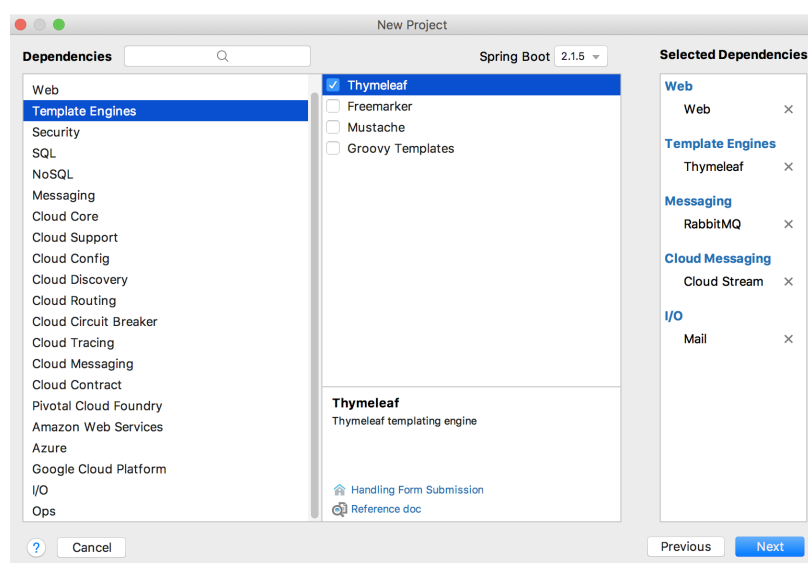 New Project
Dependencies
Spring Boot 2.1.5
Selected Dependencies
Web
Template Engines
Security
SQL
NoSQL
Messaging
Cloud Core
Cloud Support
Cloud Config
Cloud Discovery
Cloud Routing
Cloud Circuit Breaker
Cloud Tracing
Cloud Messaging
Cloud Contract
Pivotal Cloud Foundry
Amazon Web Services
Azure
Google Cloud Platform
I/O
Ops
Thymeleaf
Freemarker
Mustache
Groovy Templates
Thymeleaf
Thymeleaf templating engine
Handling Form Submission
Reference doc
Web
Web
Template Engines
Thymeleaf
Messaging
RabbitMQ
Cloud Messaging
Cloud Stream
I/O
Mail
? Cancel
Previous
Next